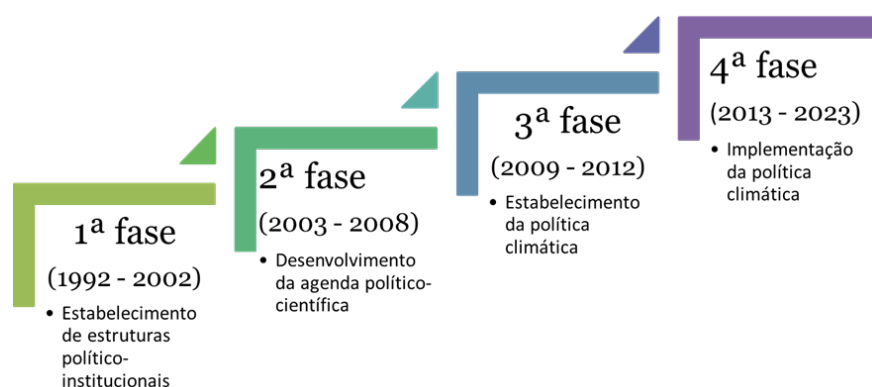 1ª fase
(1992 - 2002)
• Estabelecimento
de estruturas
político-
institucionais
2ª fase
(2003 - 2008)
• Desenvolvimento
da agenda político-
científica
3ª fase
(2009 - 2012)
• Estabelecimento
da política
climática
4ª fase
(2013 - 2023)
• Implementação
da política
climática